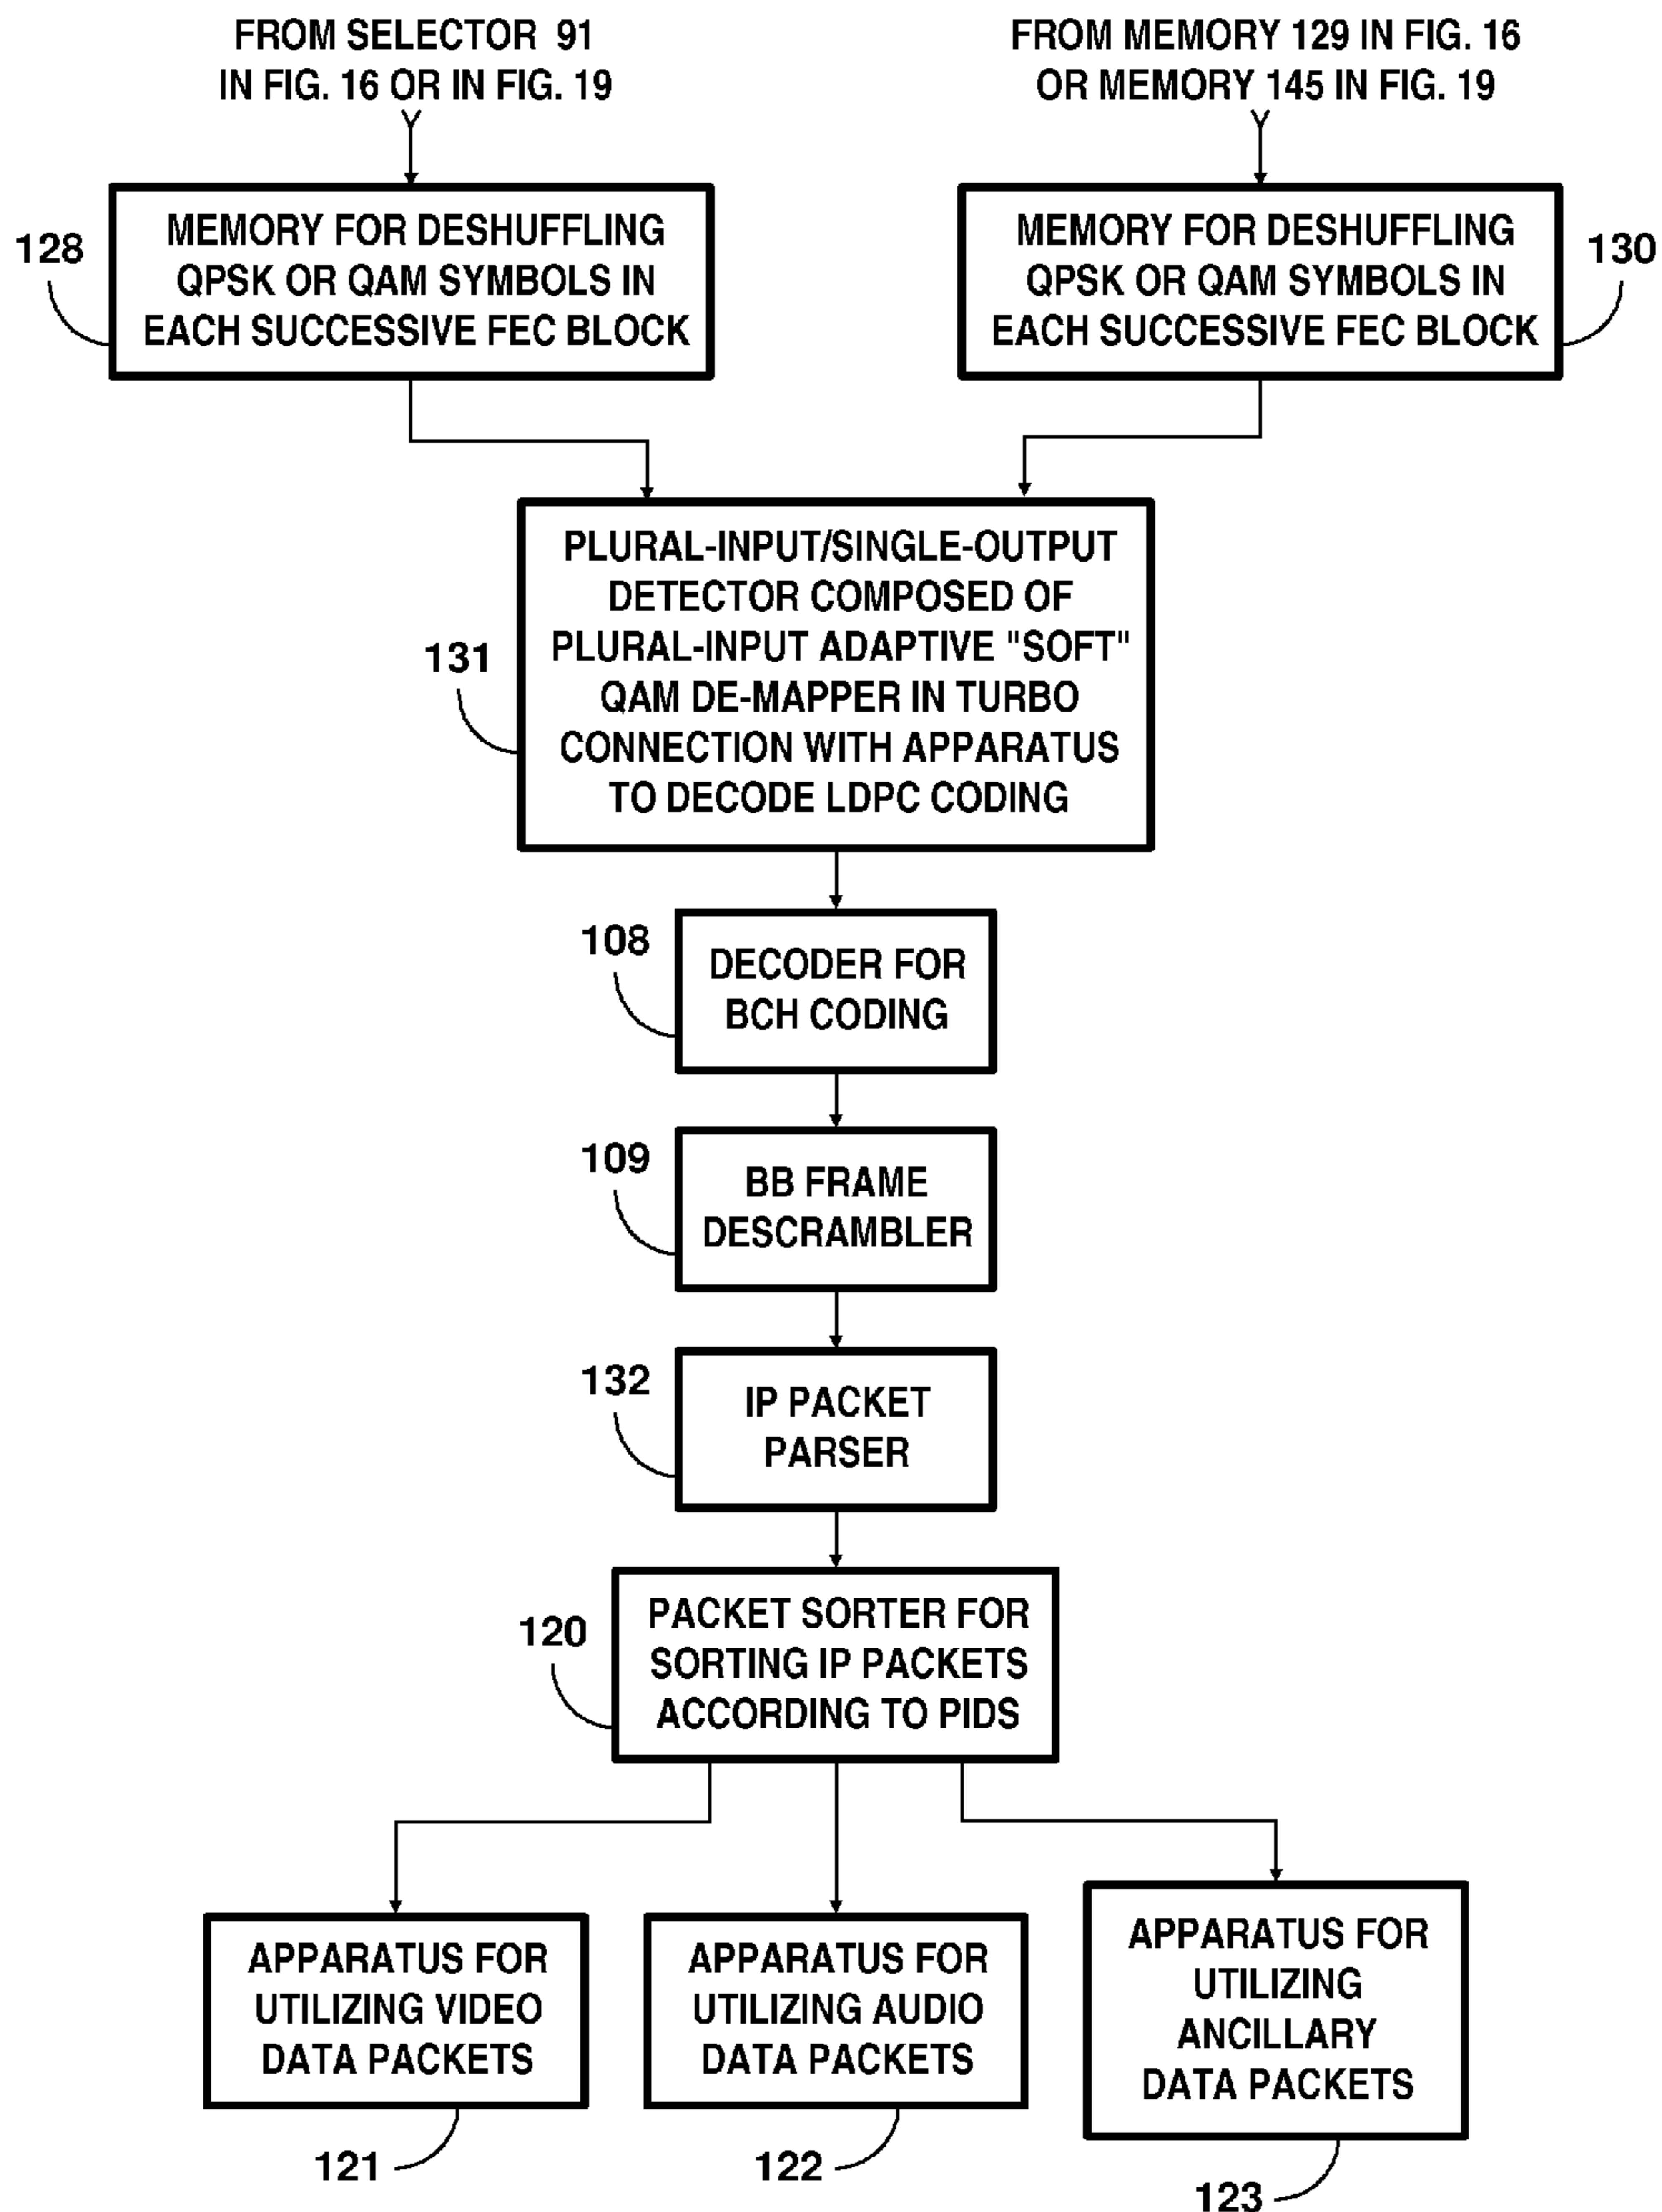 FROM SELECTOR 91
IN FIG. 16 OR IN FIG. 19
FROM MEMORY 129 IN FIG. 16
OR MEMORY 145 IN FIG. 19
128
MEMORY FOR DESHUFFLING
QPSK OR QAM SYMBOLS IN
EACH SUCCESSIVE FEC BLOCK
MEMORY FOR DESHUFFLING
QPSK OR QAM SYMBOLS IN
EACH SUCCESSIVE FEC BLOCK
130
131
PLURAL-INPUT/SINGLE-OUTPUT
DETECTOR COMPOSED OF
PLURAL-INPUT ADAPTIVE "SOFT"
QAM DE-MAPPER IN TURBO
CONNECTION WITH APPARATUS
TO DECODE LDPC CODING
108
DECODER FOR
BCH CODING
109
BB FRAME
DESCRAMBLER
132
IP PACKET
PARSER
120
PACKET SORTER FOR
SORTING IP PACKETS
ACCORDING TO PIDS
APPARATUS FOR
UTILIZING VIDEO
DATA PACKETS
121
APPARATUS FOR
UTILIZING AUDIO
DATA PACKETS
122
APPARATUS FOR
UTILIZING
ANCILLARY
DATA PACKETS
123